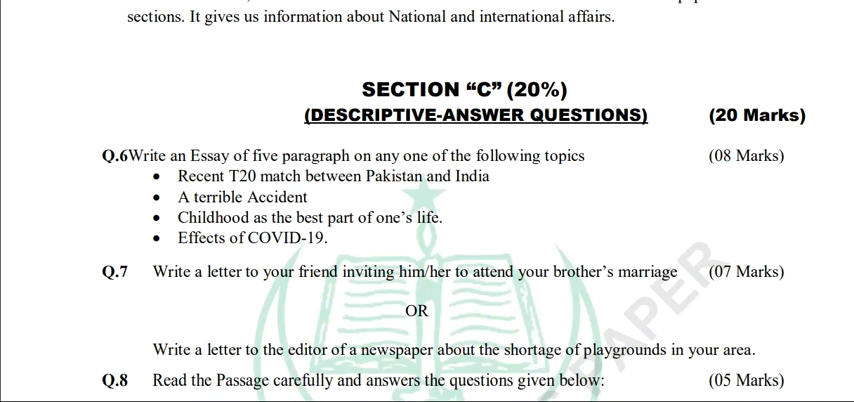 sections. It gives us information about National and international affairs.
SECTION “C” (20%)
(DESCRIPTIVE-ANSWER QUESTIONS) (20 Marks)
Q.6Write an Essay of five paragraph on any one of the following topics (08 Marks)
• Recent T20 match between Pakistan and India
• A terrible Accident
• Childhood as the best part of one’s life.
• Effects of COVID-19.
Q.7 Write a letter to your friend inviting him/her to attend your brother’s marriage (07 Marks)
OR
Write a letter to the editor of a newspaper about the shortage of playgrounds in your area.
Q.8 Read the Passage carefully and answers the questions given below: (05 Marks)
PAPER